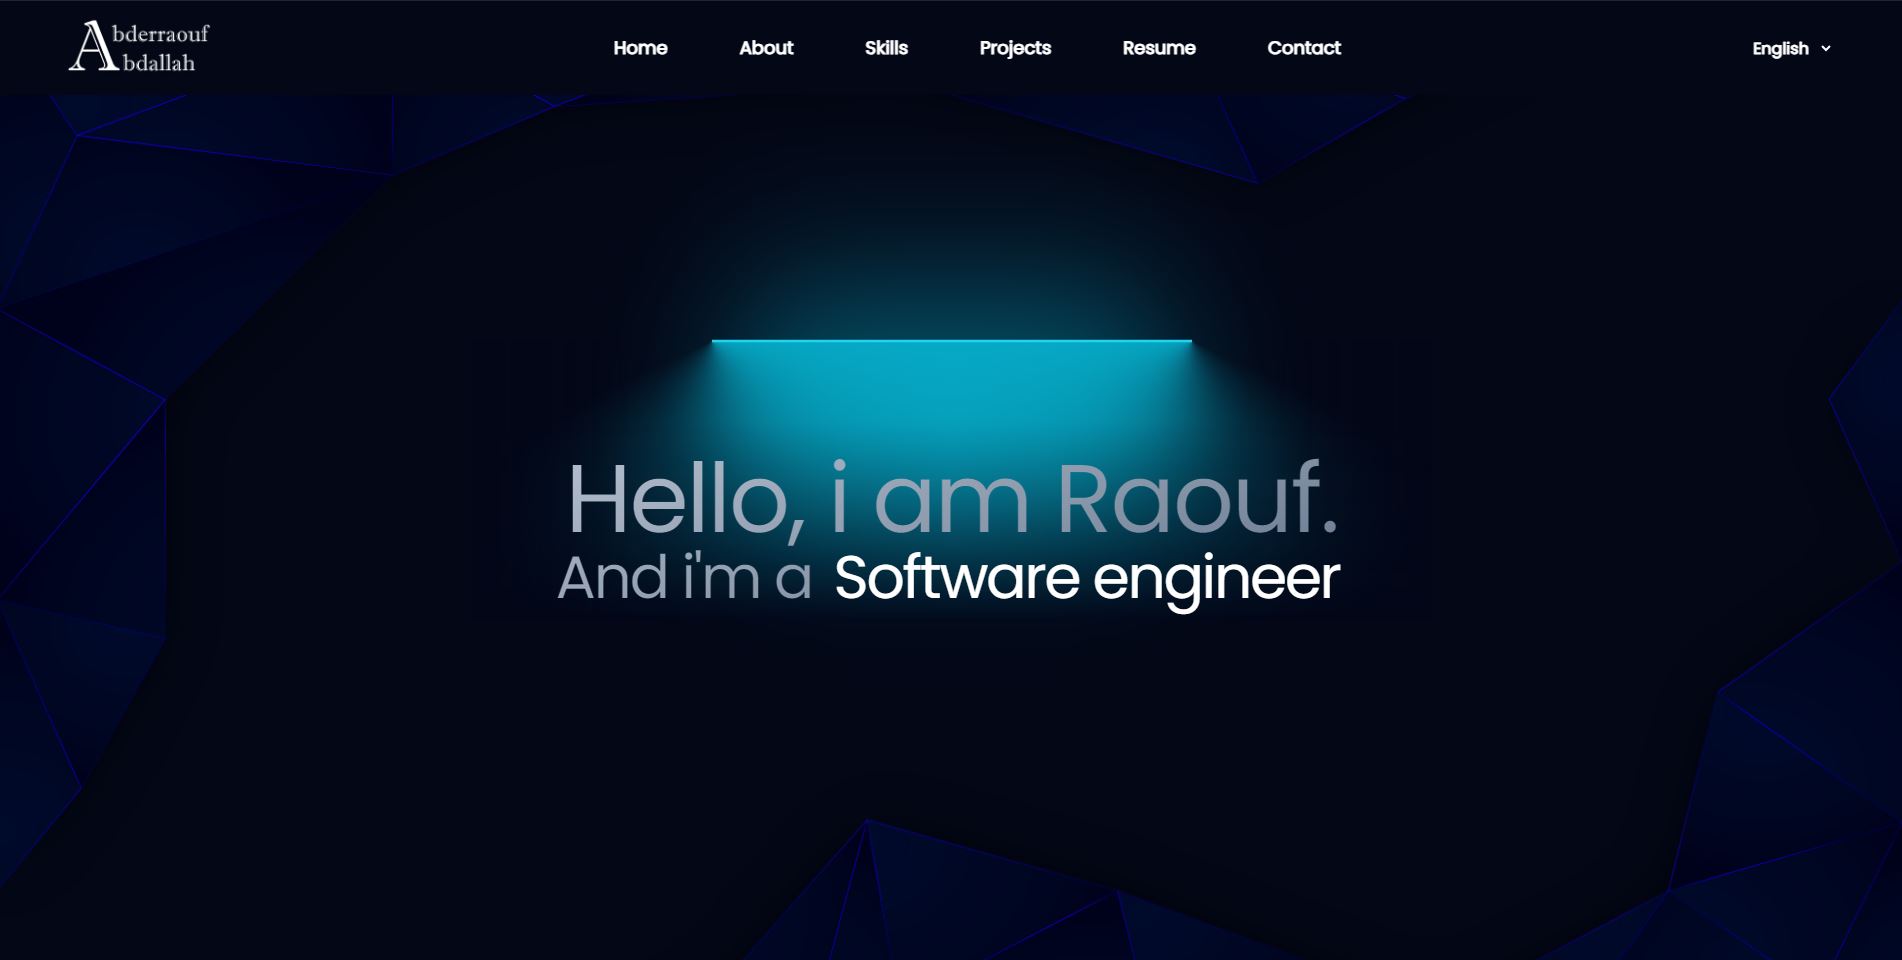 Abderraouf
Abdallah
Home About Skills Projects Resume Contact
English
Hello, i am Raouf.
And i'm a Software engineer